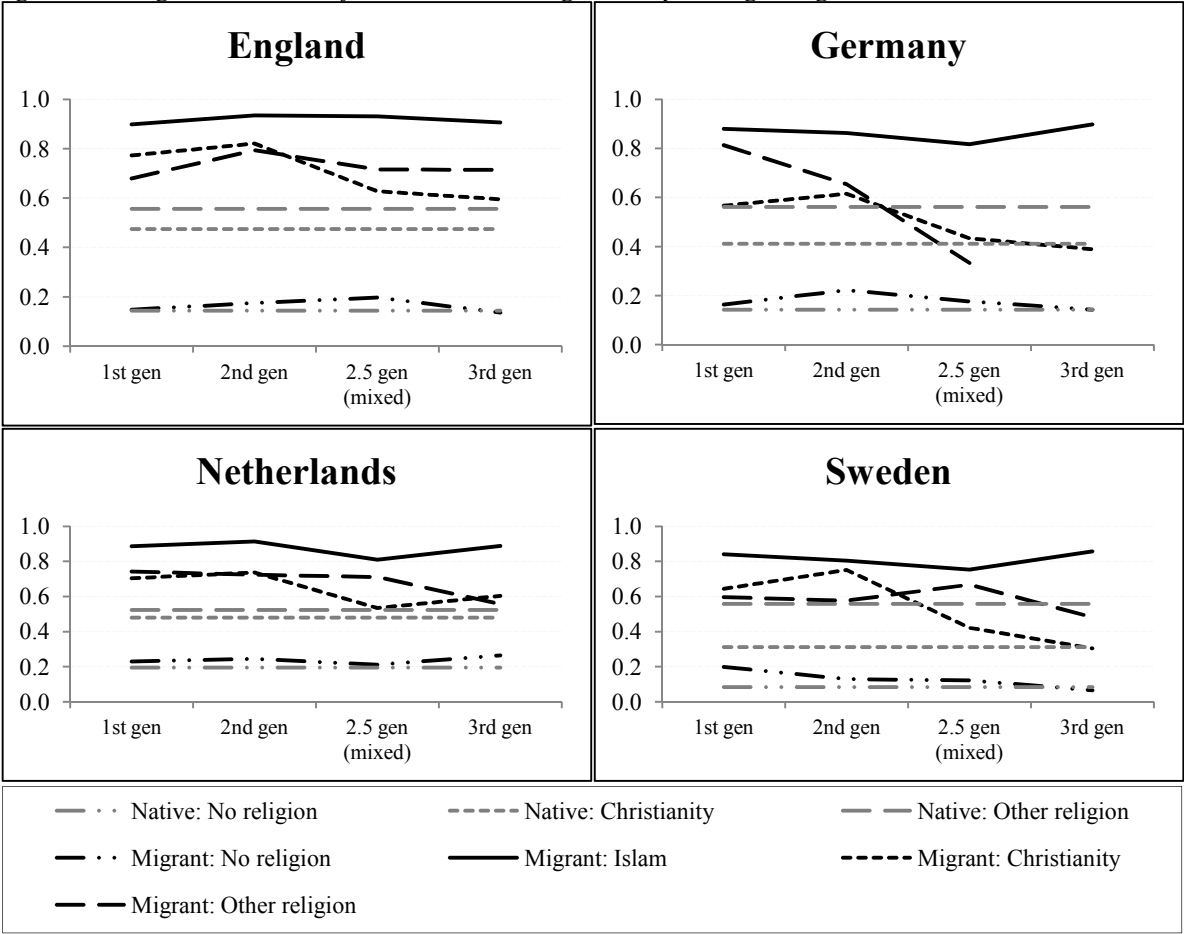 England
Germany
1.0
0.8
0.6
0.4
0.2
0.0
1st gen 2nd gen 2.5 gen 3rd gen
(mixed)
1.0
0.8
0.6
0.4
0.2
0.0
1st gen 2nd gen 2.5 gen 3rd gen
(mixed)
Netherlands
Sweden
1.0
0.8
0.6
0.4
0.2
0.0
1st gen 2nd gen 2.5 gen 3rd gen
(mixed)
1.0
0.8
0.6
0.4
0.2
0.0
1st gen 2nd gen 2.5 gen 3rd gen
(mixed)
Native: No religion Native: Christianity Native: Other religion
Migrant: No religion Migrant: Islam Migrant: Christianity
Migrant: Other religion